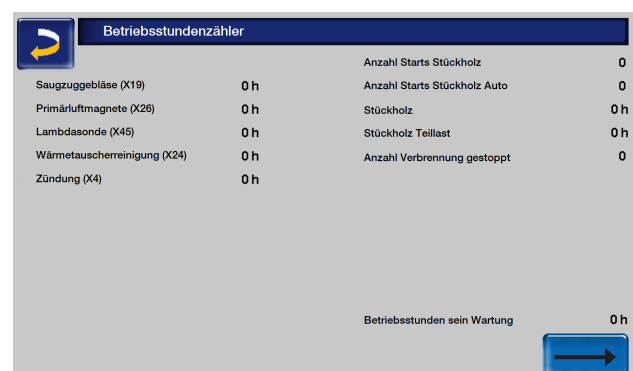 Betriebsstundenzähler
Saugzuggebläse (X19) 0 h
Primärluftmagnete (X26) 0 h
Lambdasonde (X45) 0 h
Wärmetauscherreinigung (X24) 0 h
Zündung (X4) 0 h
Anzahl Starts Stückholz 0
Anzahl Starts Stückholz Auto 0
Stückholz 0 h
Stückholz Teillast 0 h
Anzahl Verbrennung gestoppt 0
Betriebsstunden sein Wartung 0 h